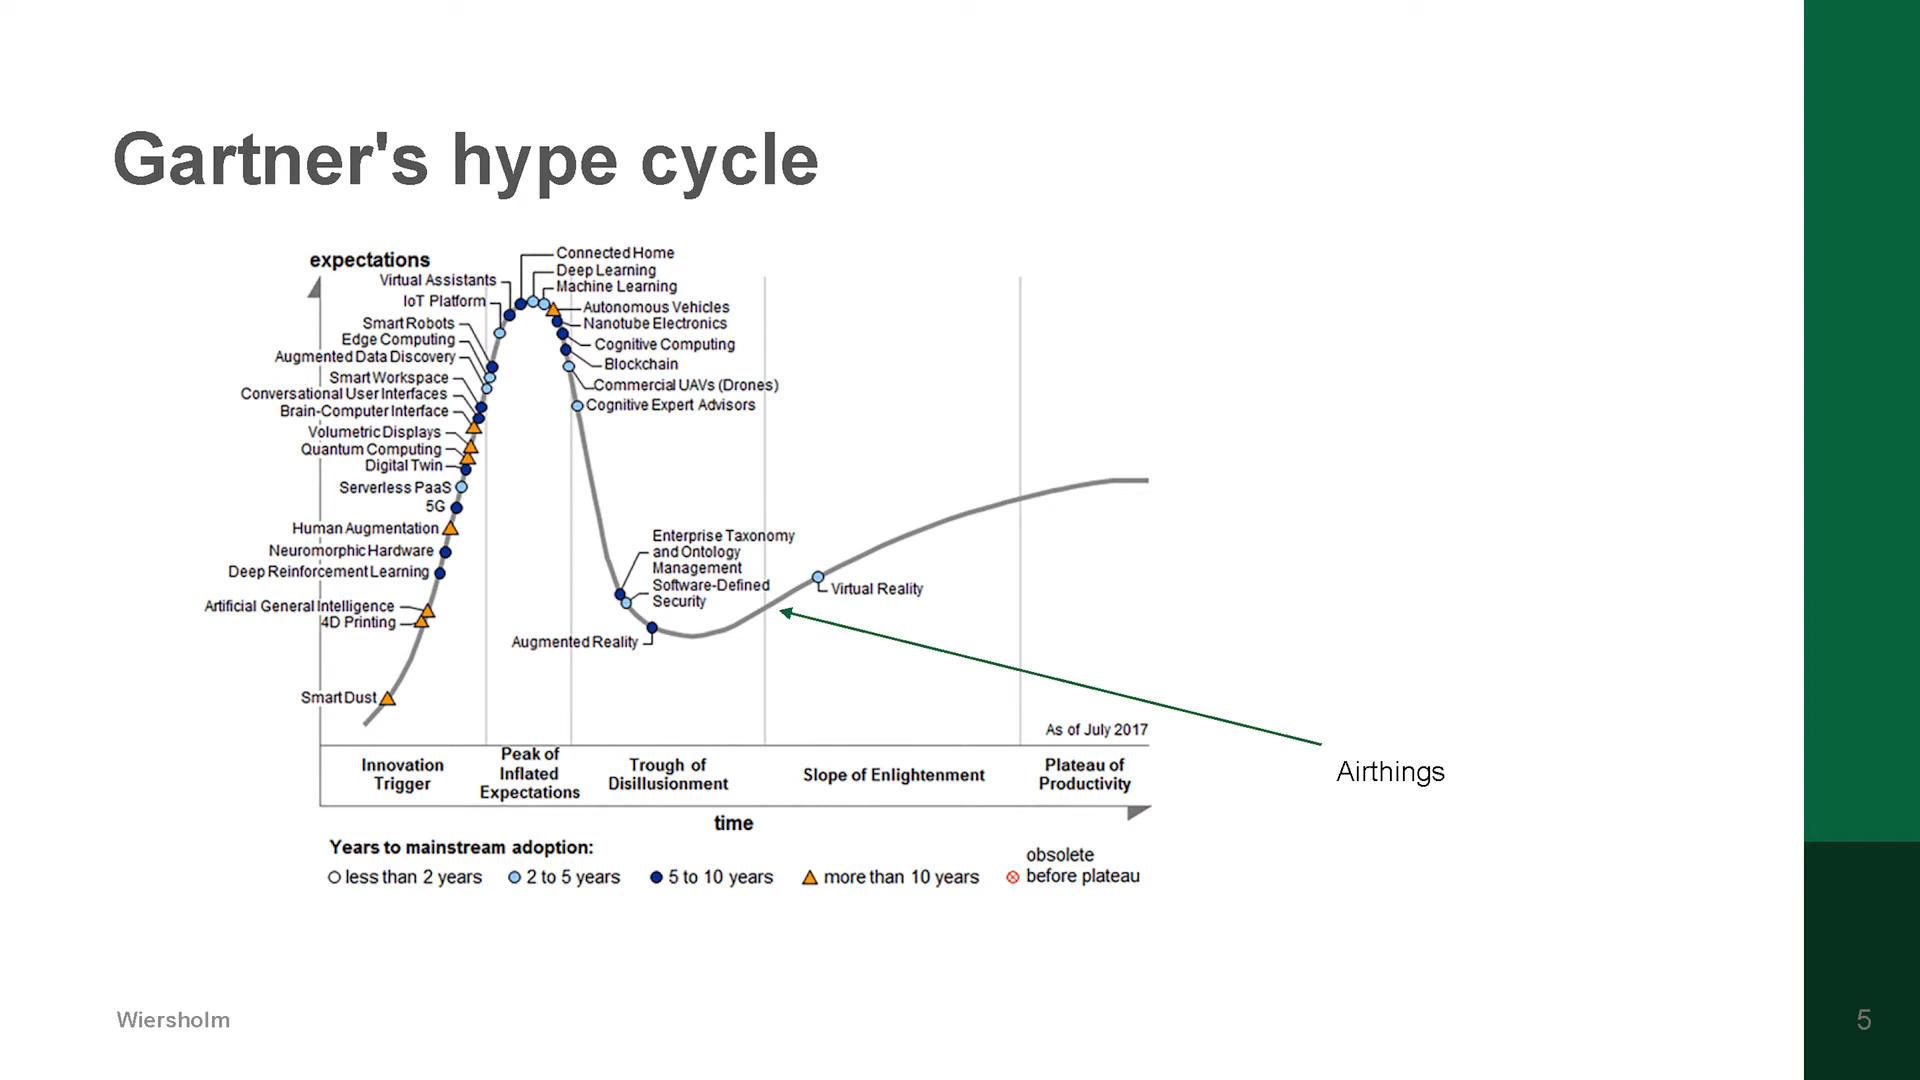 Gartner's hype cycle
expectations
Connected Home
Deep Learning
Machine Learning
Virtual Assistants
IoT Platform
Autonomous Vehicles
Nanotube Electronics
Smart Robots
Edge Computing
Cognitive Computing
Augmented Data Discovery
Blockchain
Smart Workspace
Commercial UAVs (Drones)
Conversational User Interfaces
Cognitive Expert Advisors
Brain-Computer Interface
Volumetric Displays
Quantum Computing
Digital Twin
Serverless PaaS
5G
Human Augmentation
Neuromorphic Hardware
Deep Reinforcement Learning
Artificial General Intelligence
4D Printing
Smart Dust
Enterprise Taxonomy
and Ontology
Management
Software-Defined
Security
Augmented Reality
Virtual Reality
As of July 2017
Innovation
Trigger
Peak of
Inflated
Expectations
Trough of
Disillusionment
Slope of Enlightenment
Plateau of
Productivity
Airthings
time
Years to mainstream adoption:
less than 2 years
2 to 5 years
5 to 10 years
more than 10 years
obsolete
before plateau
Wiersholm
5